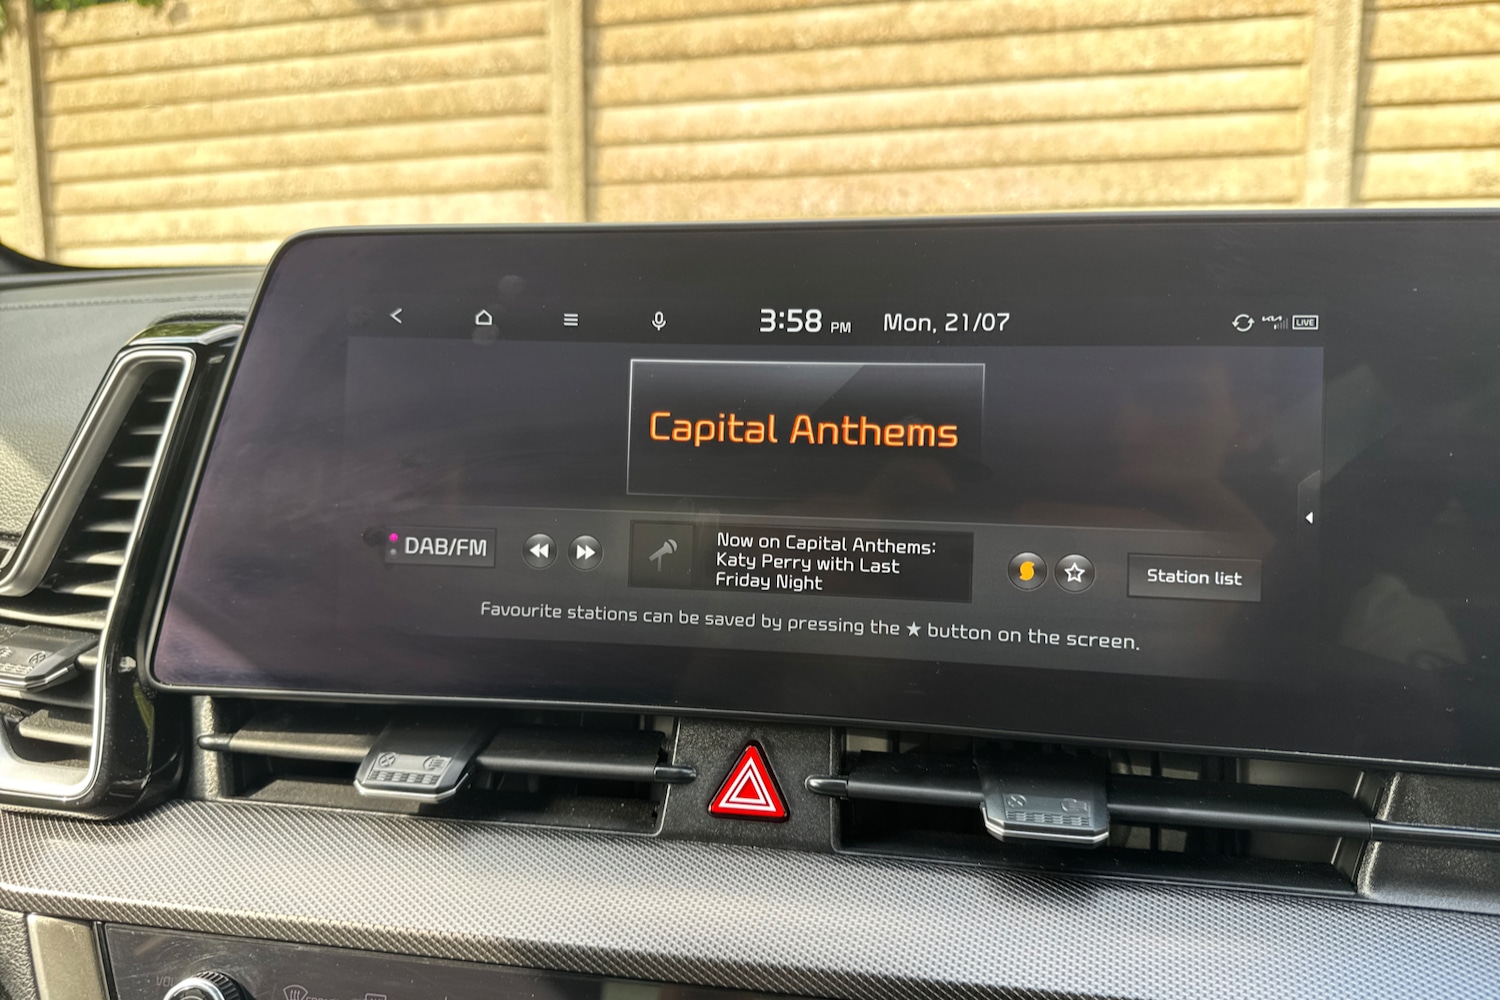 3:58 PM Mon, 21/07
LIVE
Capital Anthems
DAB/FM
Now on Capital Anthems:
Katy Perry with Last
Friday Night
Station list
Favourite stations can be saved by pressing the ★ button on the screen.
VOL